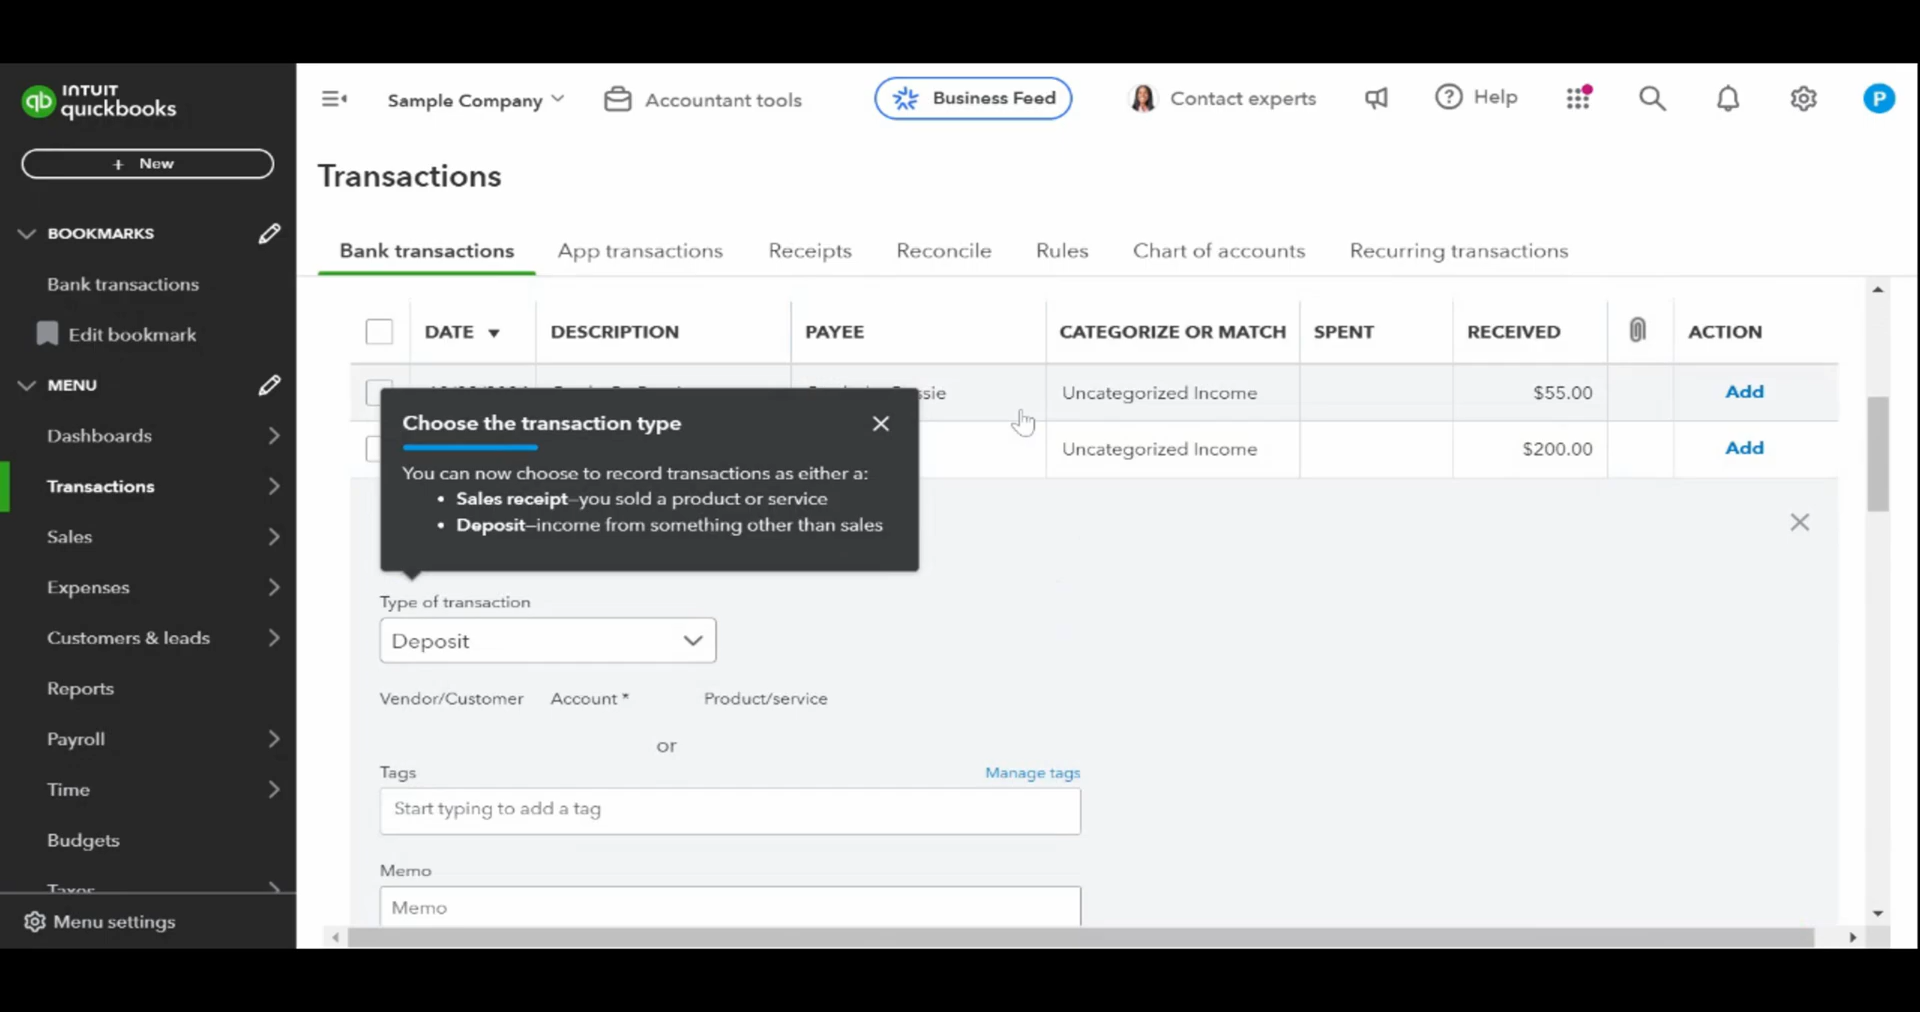 INTUIT
quickbooks
Sample Company
Accountant tools
Business Feed
Contact experts
Help
P
+ New
Transactions
BOOKMARKS
Bank transactions
Edit bookmark
MENU
Dashboards
Transactions
Sales
Expenses
Customers & leads
Reports
Payroll
Time
Budgets
Taxes
Menu settings
Bank transactions
App transactions
Receipts
Reconcile
Rules
Chart of accounts
Recurring transactions
DATE
DESCRIPTION
PAYEE
CATEGORIZE OR MATCH
SPENT
RECEIVED
ACTION
Uncategorized Income
$55.00
Add
Uncategorized Income
$200.00
Add
Choose the transaction type
You can now choose to record transactions as either a:
• Sales receipt–you sold a product or service
• Deposit–income from something other than sales
Type of transaction
Deposit
Vendor/Customer
Account *
Product/service
or
Tags
Manage tags
Start typing to add a tag
Memo
Memo